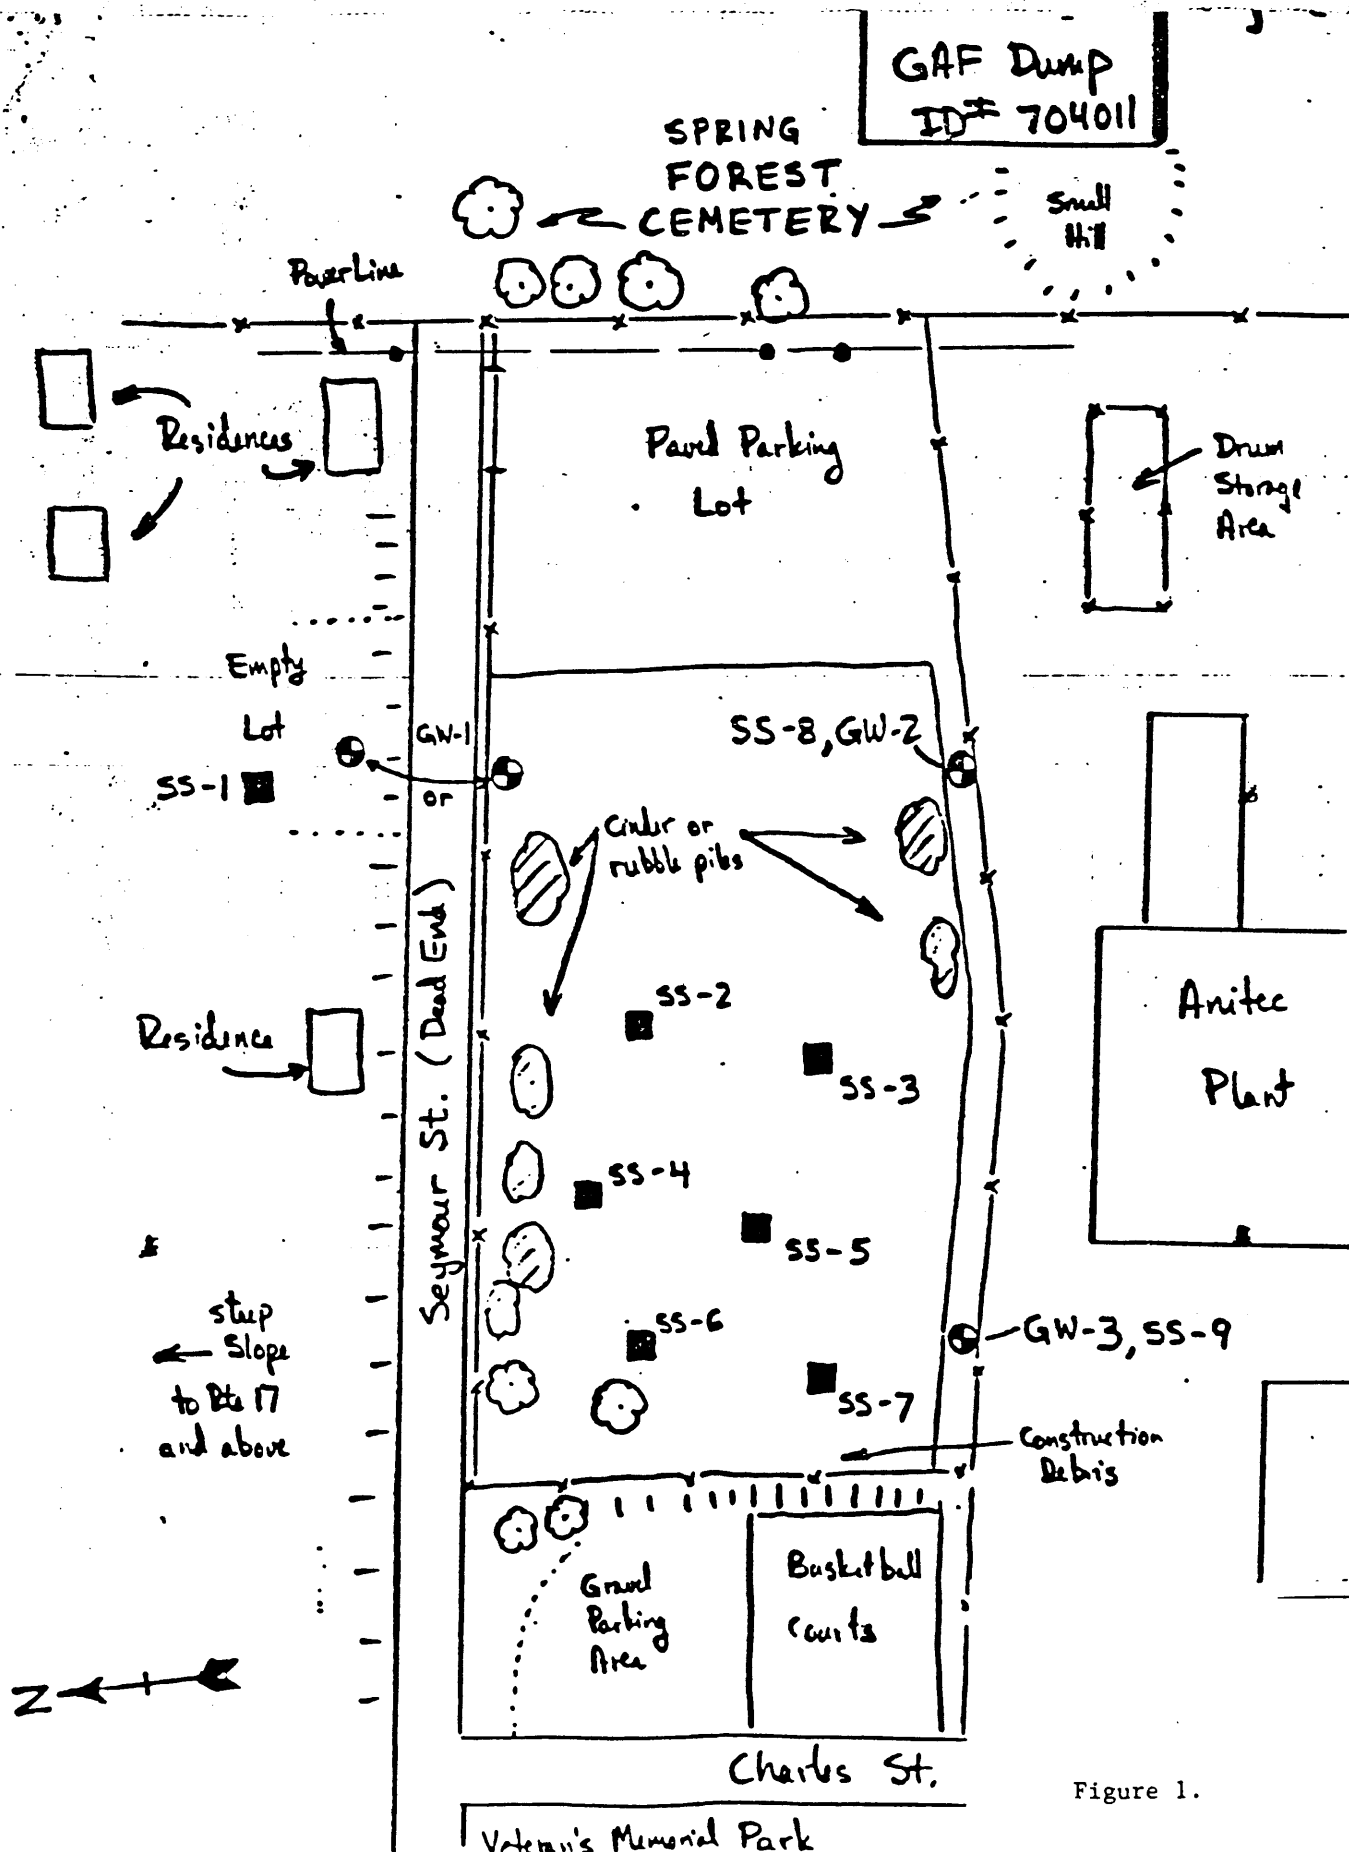 GAF Dump
ID# 704011
SPRING
FOREST
CEMETERY
Small
Hill
PowerLine
Residences
Paved Parking
Lot
Drum
Storage
Area
Empty
Lot
GW-1
or
SS-1
SS-8, GW-2
Cinder or
rubble piles
Seymour St. (Dead End)
SS-2
SS-3
Anitec
Plant
Residence
SS-4
SS-5
steep
Slope
to Rte 17
and above
SS-6
GW-3, SS-9
SS-7
Construction
Debris
Gravel
Parking
Area
Basketball
Courts
N
Charles St.
Figure 1.
Veteran's Memorial Park